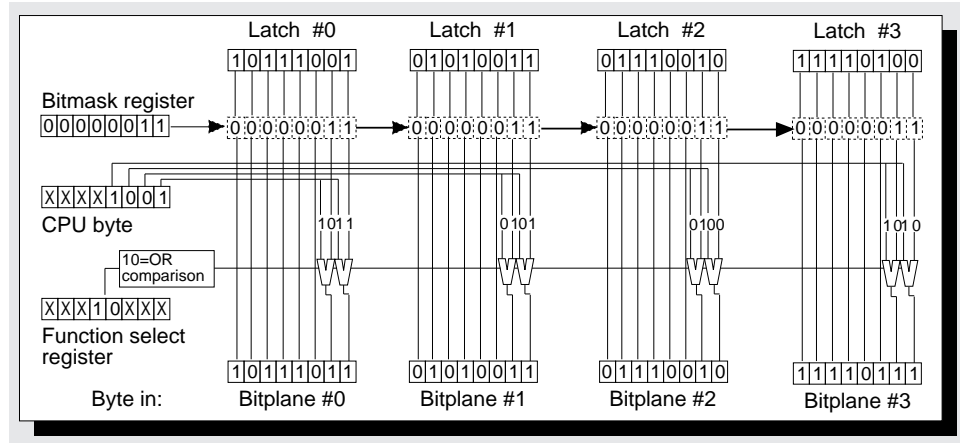 Latch #0 Latch #1 Latch #2 Latch #3
10111001 01010011 01110010 11110100
Bitmask register
00000011 00000011 00000011 00000011 00000011
XXXX1001
CPU byte
1011 0101 0100 1010
10=OR
comparison
XXX10XXX
Function select
register
10111011 01010011 01110010 11110111
Byte in: Bitplane #0 Bitplane #1 Bitplane #2 Bitplane #3